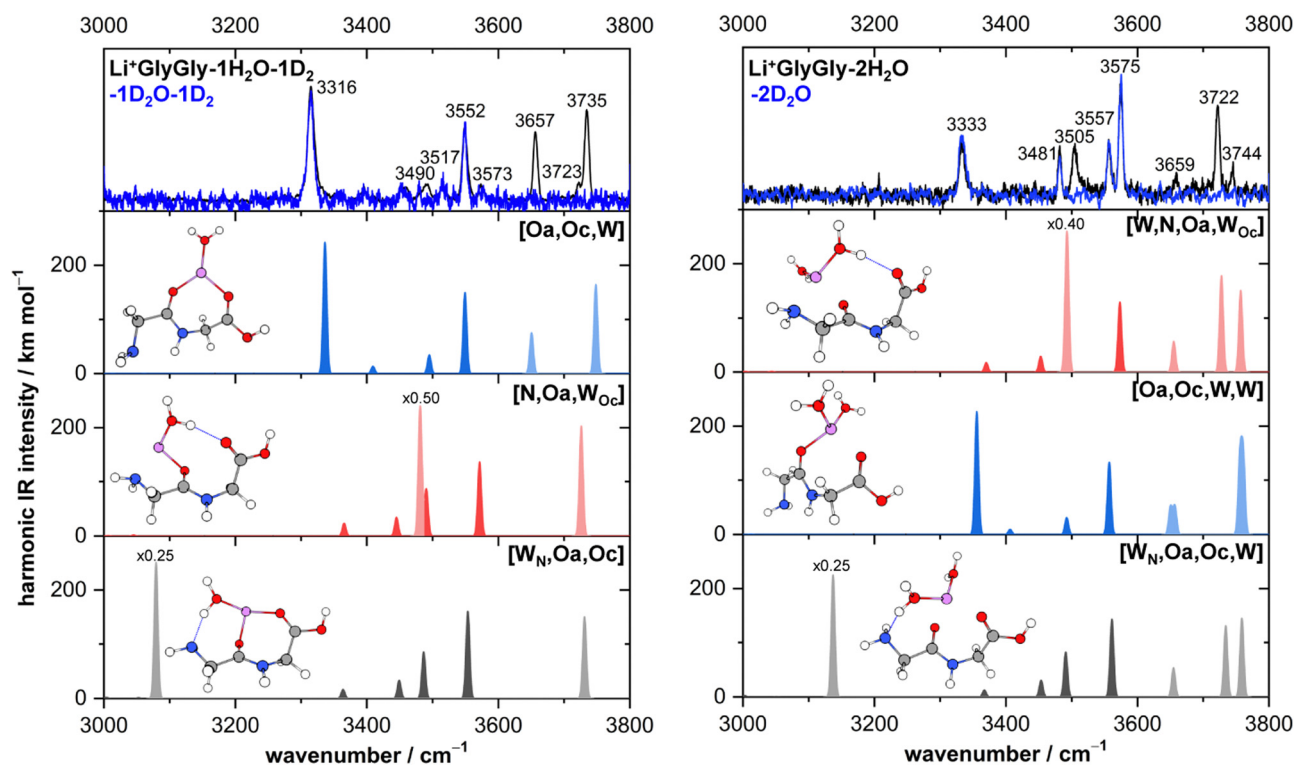 3000 3200 3400 3600 3800
Li⁺GlyGly-1H₂O-1D₂
-1D₂O-1D₂
3316
3490
3517
3552
3573
3657
3723
3735
[Oa,Oc,W]
200
0
[N,Oa,W_Oc]
x0.50
200
0
[W_N,Oa,Oc]
x0.25
200
0
3000 3200 3400 3600 3800
wavenumber / cm⁻¹
harmonic IR intensity / km mol⁻¹
3000 3200 3400 3600 3800
Li⁺GlyGly-2H₂O
-2D₂O
3333
3481
3505
3557
3575
3659
3722
3744
[W,N,Oa,W_Oc]
x0.40
200
0
[Oa,Oc,W,W]
200
0
[W_N,Oa,Oc,W]
x0.25
200
0
3000 3200 3400 3600 3800
wavenumber / cm⁻¹